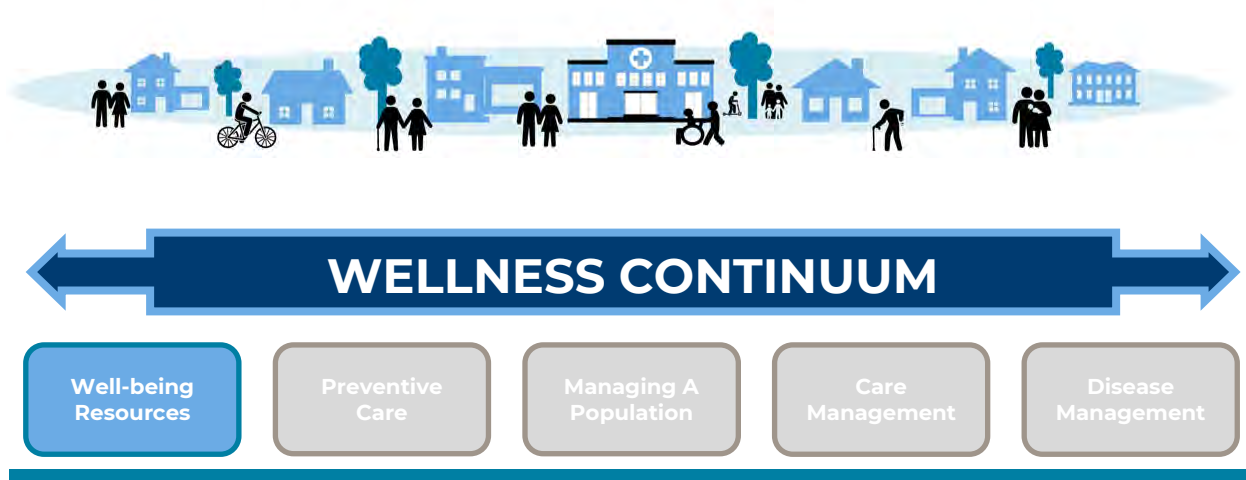 WELLNESS CONTINUUM
Well-being
Resources
Preventive
Care
Managing A
Population
Care
Management
Disease
Management